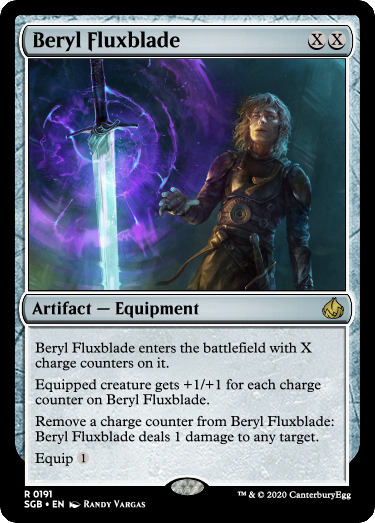 Beryl Fluxblade X X
Artifact — Equipment
Beryl Fluxblade enters the battlefield with X
charge counters on it.
Equipped creature gets +1/+1 for each charge
counter on Beryl Fluxblade.
Remove a charge counter from Beryl Fluxblade:
Beryl Fluxblade deals 1 damage to any target.
Equip 1
R 0191
SGB • EN Randy Vargas
™ & © 2020 CanterburyEgg